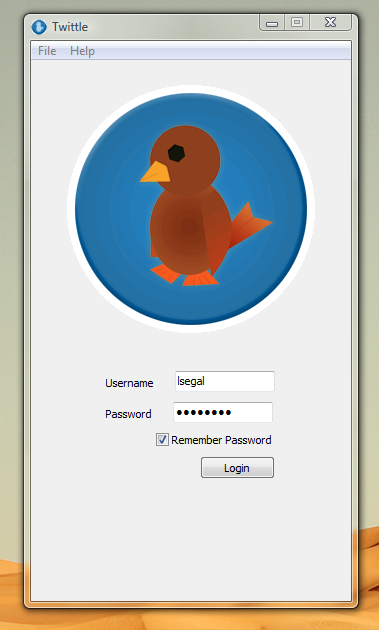 Twittle
File Help
Username lsegal
Password ••••••••
Remember Password
Login